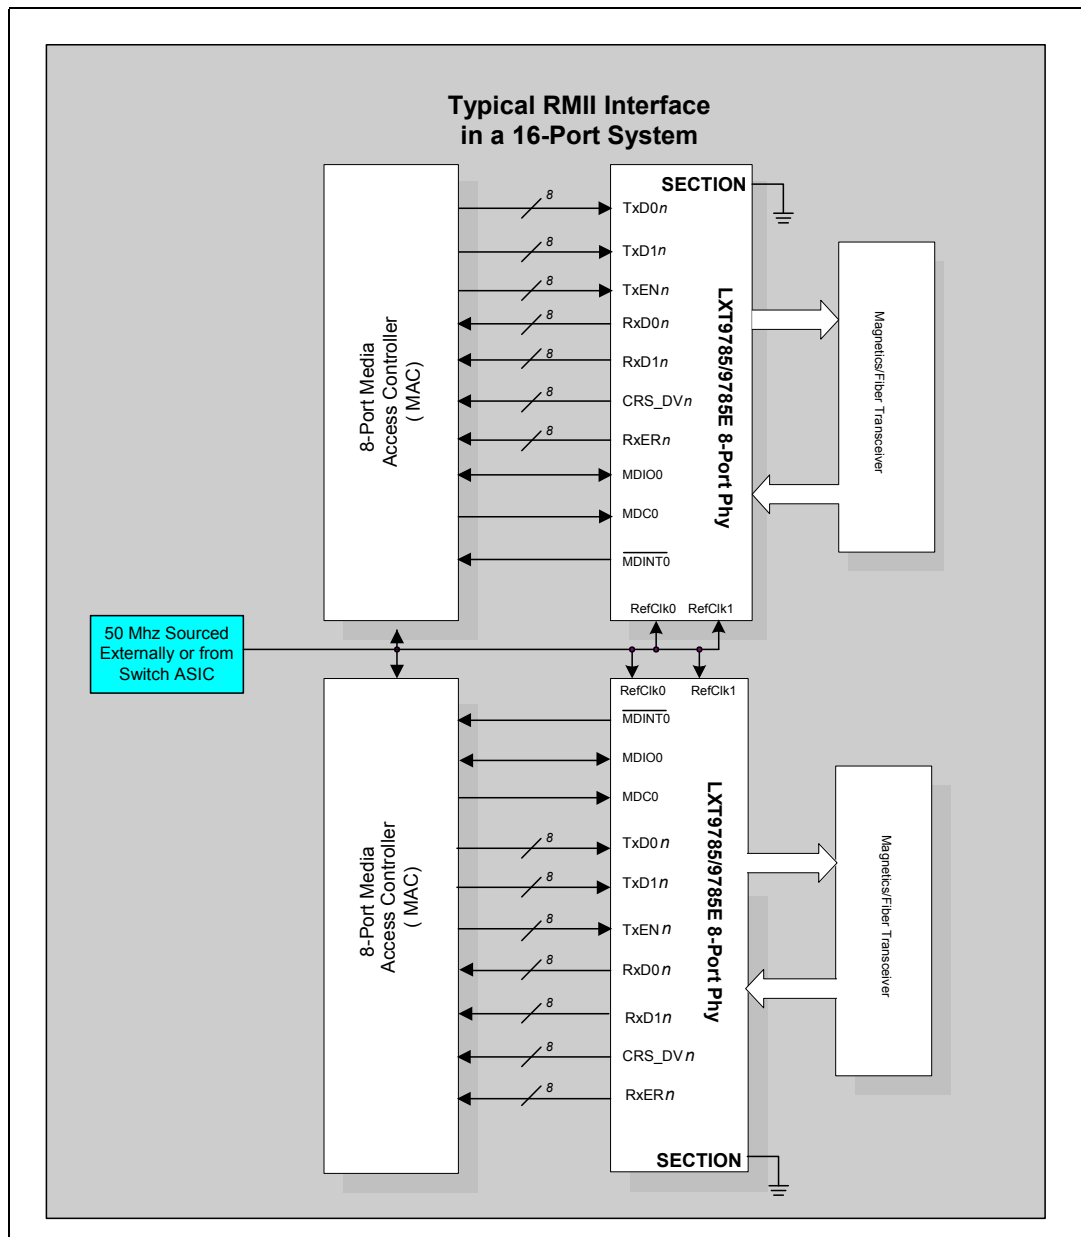 Typical RMII Interface
in a 16-Port System
8-Port Media
Access Controller
( MAC)
SECTION
8
TxD0n
8
TxD1n
8
TxENn
8
RxD0n
8
RxD1n
8
CRS_DVn
8
RxERn
MDIO0
MDC0
MDINT0
RefClk0
RefClk1
LXT9785/9785E 8-Port Phy
Magnetics/Fiber Transceiver
50 Mhz Sourced
Externally or from
Switch ASIC
8-Port Media
Access Controller
( MAC)
RefClk0
RefClk1
MDINT0
MDIO0
MDC0
8
TxD0n
8
TxD1n
8
TxENn
8
RxD0n
8
RxD1n
8
CRS_DVn
8
RxERn
SECTION
LXT9785/9785E 8-Port Phy
Magnetics/Fiber Transceiver